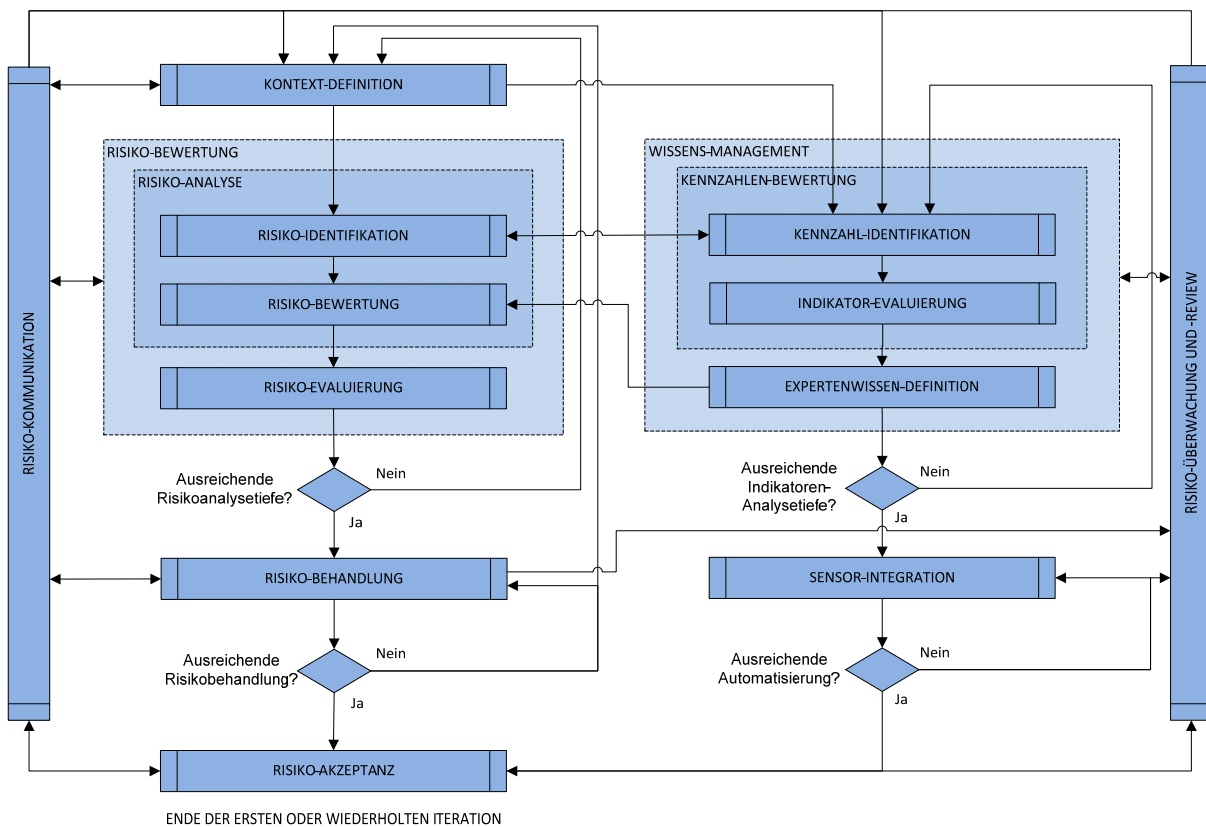 KONTEXT-DEFINITION
RISIKO-KOMMUNIKATION
RISIKO-BEWERTUNG
RISIKO-ANALYSE
RISIKO-IDENTIFIKATION
RISIKO-BEWERTUNG
RISIKO-EVALUIERUNG
Ausreichende
Risikoanalysetiefe?
Nein
Ja
RISIKO-BEHANDLUNG
Ausreichende
Risikobehandlung?
Nein
Ja
RISIKO-AKZEPTANZ
ENDE DER ERSTEN ODER WIEDERHOLTEN ITERATION
WISSENS-MANAGEMENT
KENNZAHLEN-BEWERTUNG
KENNZAHL-IDENTIFIKATION
INDIKATOR-EVALUIERUNG
EXPERTENWISSEN-DEFINITION
Ausreichende
Indikatoren-
Analysetiefe?
Nein
Ja
SENSOR-INTEGRATION
Ausreichende
Automatisierung?
Nein
Ja
RISIKO-ÜBERWACHUNG UND -REVIEW